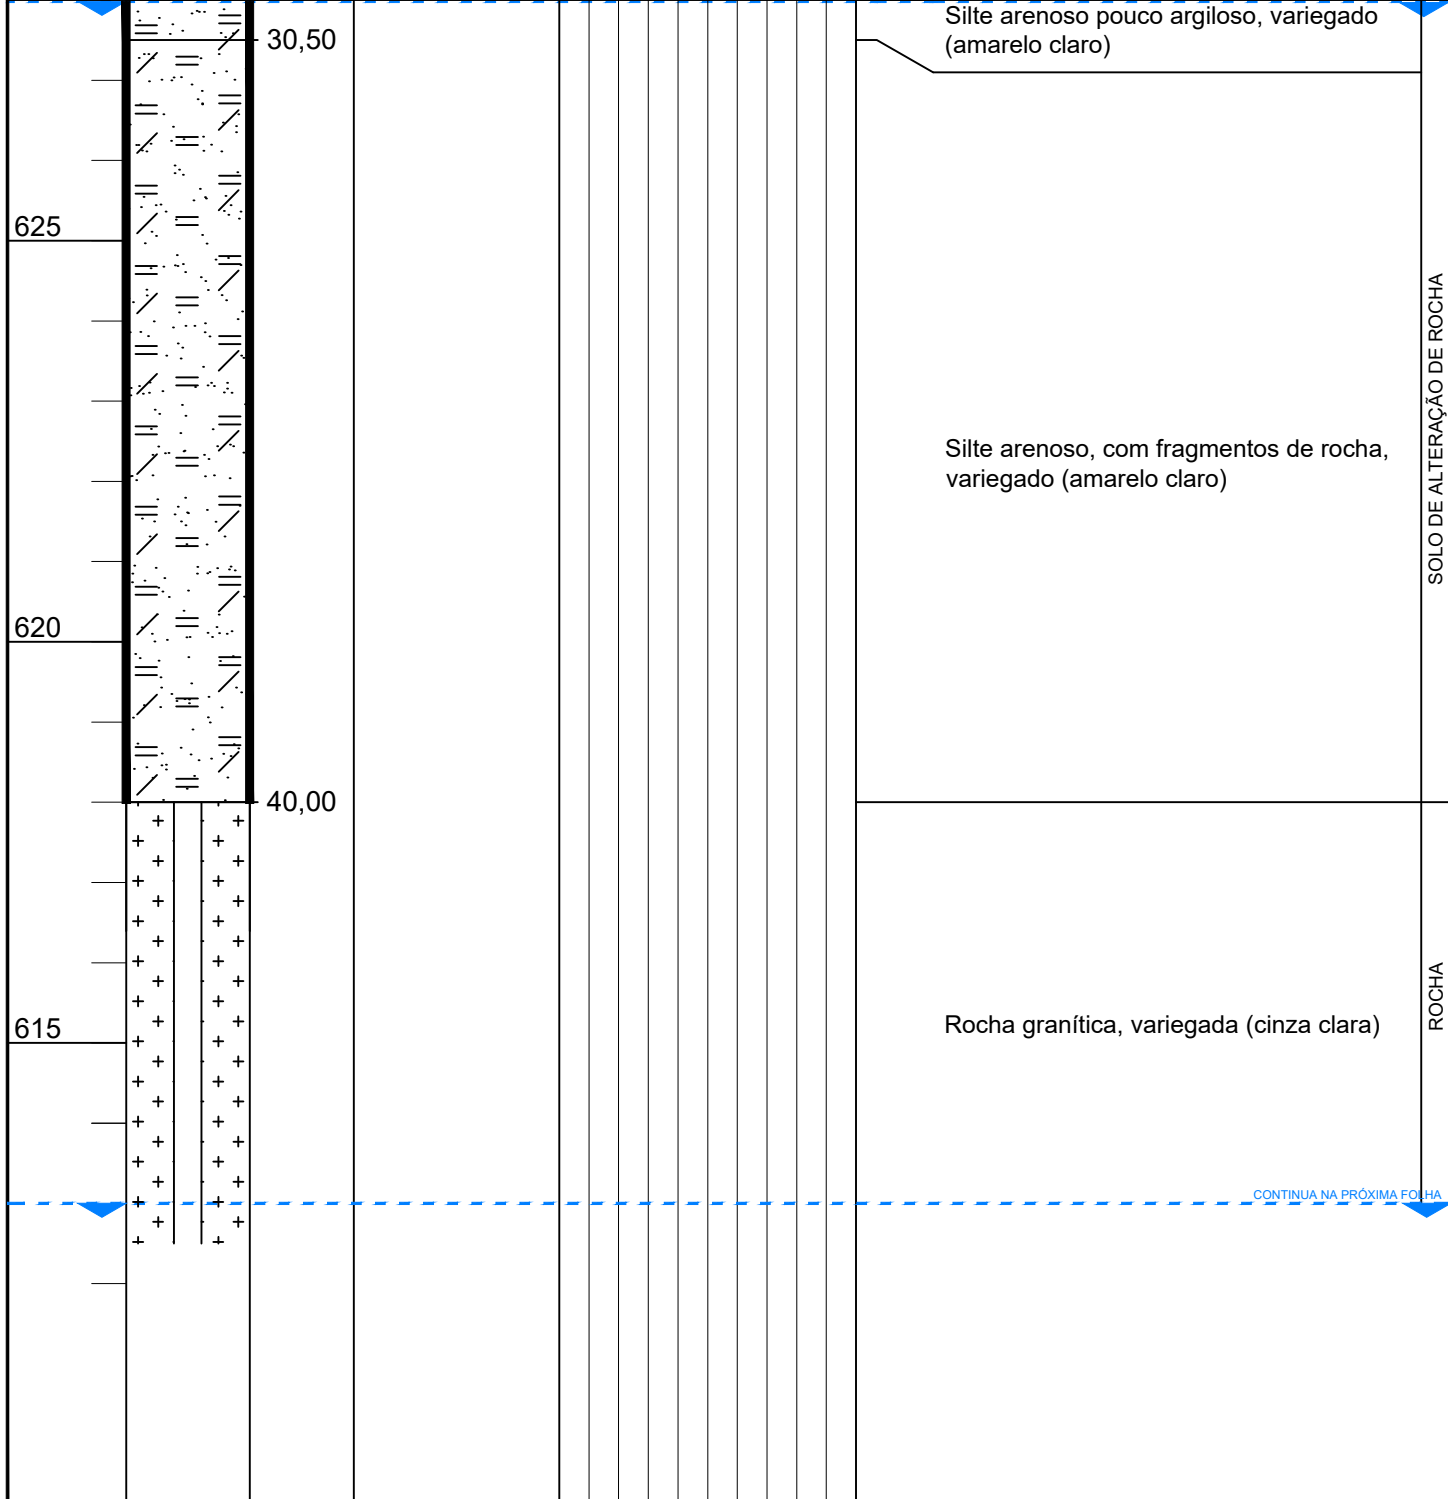 Silte arenoso pouco argiloso, variegado
(amarelo claro)
30,50
625
SOLO DE ALTERAÇÃO DE ROCHA
Silte arenoso, com fragmentos de rocha,
variegado (amarelo claro)
620
40,00
ROCHA
615
Rocha granítica, variegada (cinza clara)
CONTINUA NA PRÓXIMA FOLHA